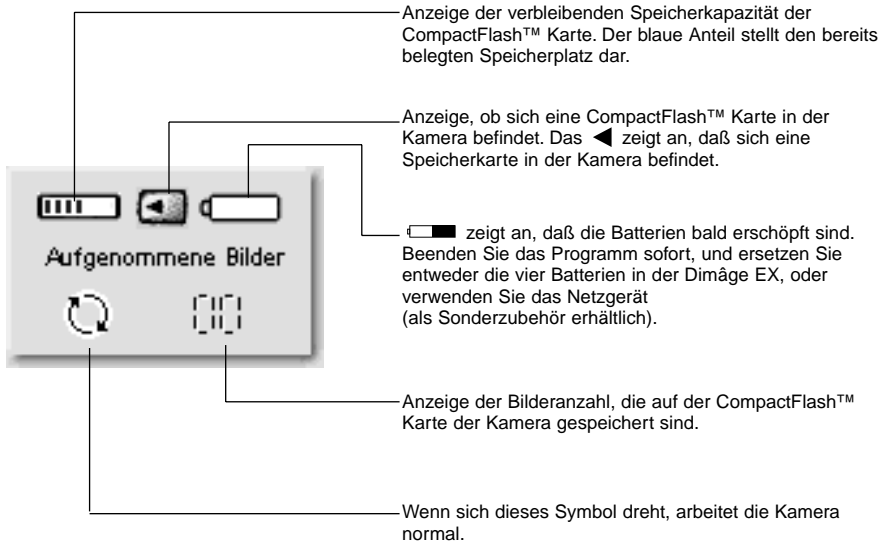 Anzeige der verbleibenden Speicherkapazität der
CompactFlash™ Karte. Der blaue Anteil stellt den bereits
belegten Speicherplatz dar.
Anzeige, ob sich eine CompactFlash™ Karte in der
Kamera befindet. Das ◀ zeigt an, daß sich eine
Speicherkarte in der Kamera befindet.
zeigt an, daß die Batterien bald erschöpft sind.
Beenden Sie das Programm sofort, und ersetzen Sie
entweder die vier Batterien in der Dimâge EX, oder
verwenden Sie das Netzgerät
(als Sonderzubehör erhältlich).
Aufgenommene Bilder
00
Anzeige der Bilderanzahl, die auf der CompactFlash™
Karte der Kamera gespeichert sind.
Wenn sich dieses Symbol dreht, arbeitet die Kamera
normal.